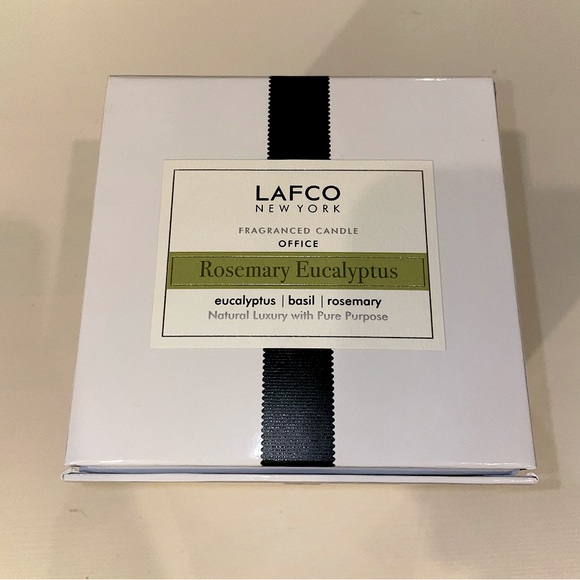 LAFCO
NEW YORK
FRAGRANCED CANDLE
OFFICE
Rosemary Eucalyptus
eucalyptus | basil | rosemary
Natural Luxury with Pure Purpose